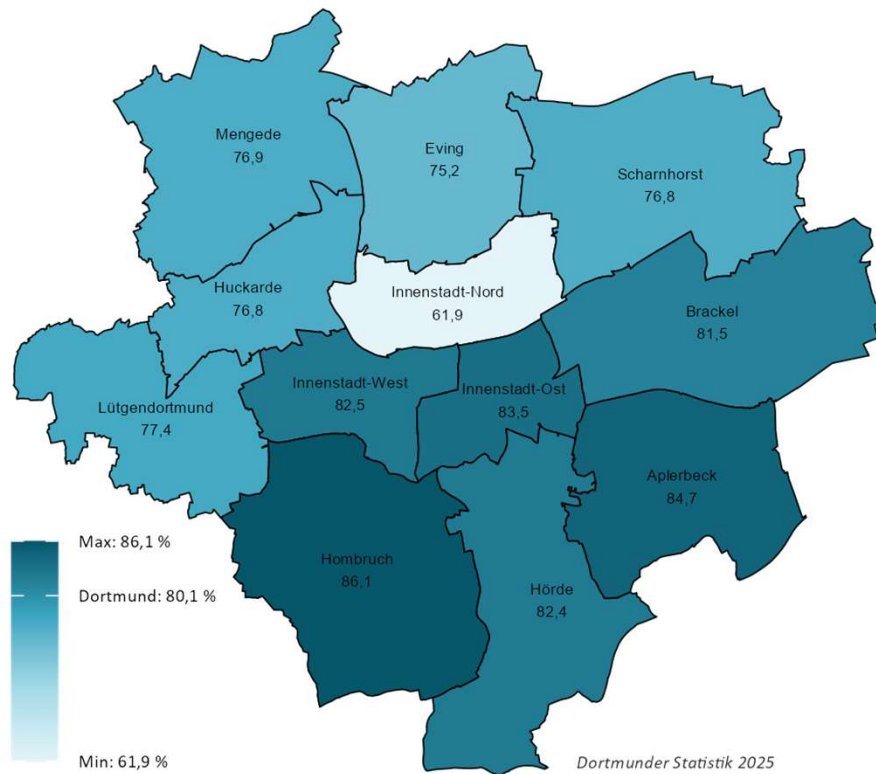 Mengede
76,9
Eving
75,2
Scharnhorst
76,8
Huckarde
76,8
Innenstadt-Nord
61,9
Brackel
81,5
Lütgendortmund
77,4
Innenstadt-West
82,5
Innenstadt-Ost
83,5
Aplerbeck
84,7
Hombruch
86,1
Hörde
82,4
Max: 86,1 %
Dortmund: 80,1 %
Min: 61,9 %
Dortmunder Statistik 2025